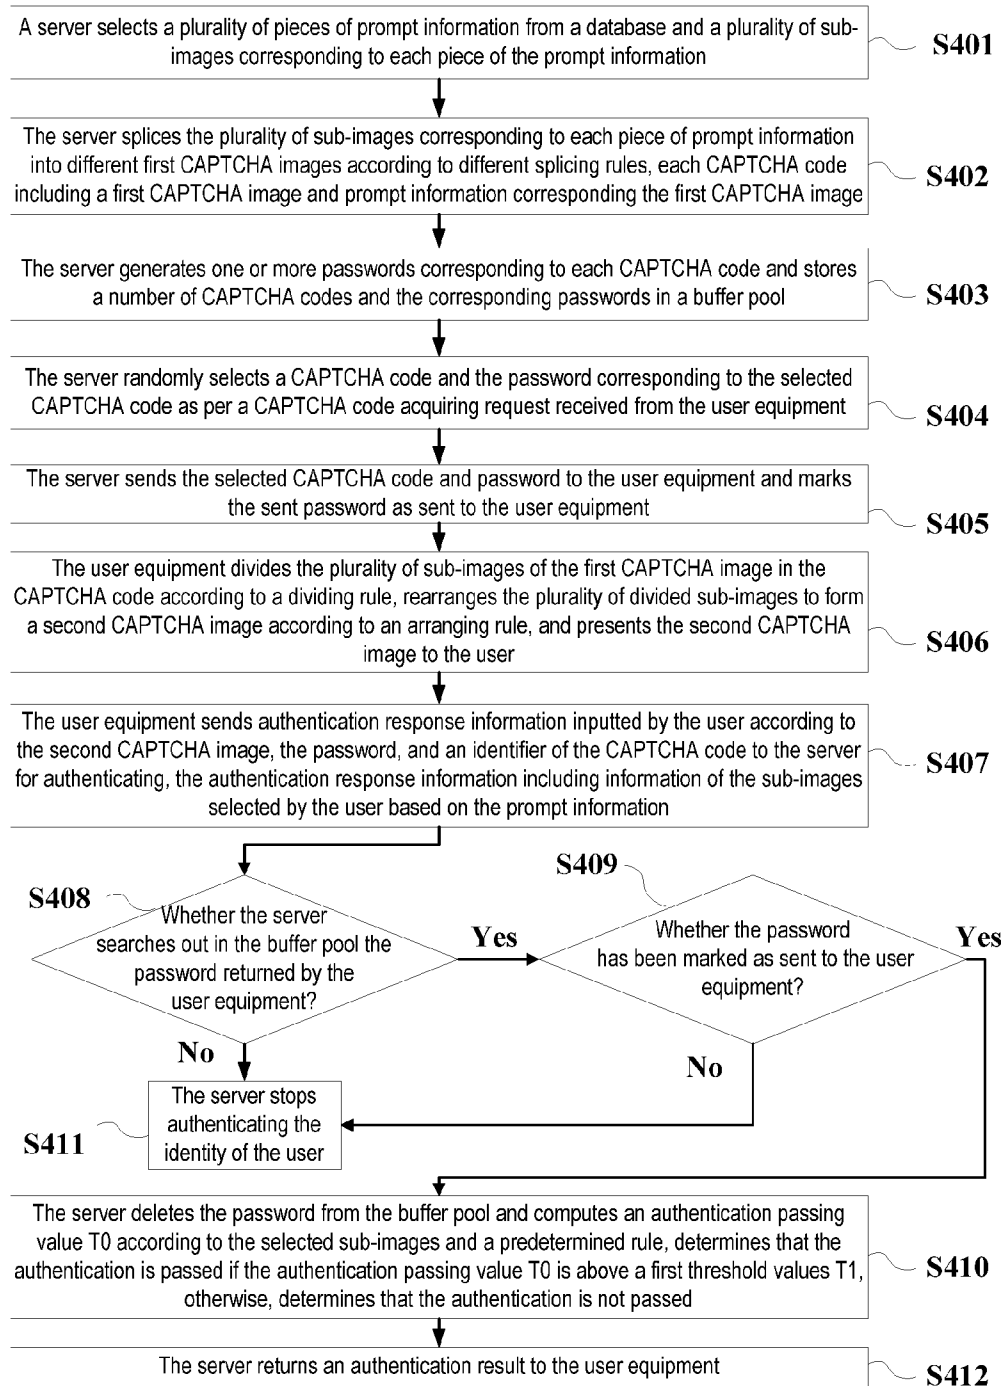 A server selects a plurality of pieces of prompt information from a database and a plurality of sub-
images corresponding to each piece of the prompt information
S401
The server splices the plurality of sub-images corresponding to each piece of prompt information
into different first CAPTCHA images according to different splicing rules, each CAPTCHA code
including a first CAPTCHA image and prompt information corresponding the first CAPTCHA image
S402
The server generates one or more passwords corresponding to each CAPTCHA code and stores
a number of CAPTCHA codes and the corresponding passwords in a buffer pool
S403
The server randomly selects a CAPTCHA code and the password corresponding to the selected
CAPTCHA code as per a CAPTCHA code acquiring request received from the user equipment
S404
The server sends the selected CAPTCHA code and password to the user equipment and marks
the sent password as sent to the user equipment
S405
The user equipment divides the plurality of sub-images of the first CAPTCHA image in the
CAPTCHA code according to a dividing rule, rearranges the plurality of divided sub-images to form
a second CAPTCHA image according to an arranging rule, and presents the second CAPTCHA
image to the user
S406
The user equipment sends authentication response information inputted by the user according to
the second CAPTCHA image, the password, and an identifier of the CAPTCHA code to the server
for authenticating, the authentication response information including information of the sub-images
selected by the user based on the prompt information
S407
S408
Whether the server
searches out in the buffer pool the
password returned by the
user equipment?
Yes
No
S409
Whether the password
has been marked as sent to the user
equipment?
Yes
No
The server stops
authenticating the
identity of the user
S411
The server deletes the password from the buffer pool and computes an authentication passing
value T0 according to the selected sub-images and a predetermined rule, determines that the
authentication is passed if the authentication passing value T0 is above a first threshold values T1,
otherwise, determines that the authentication is not passed
S410
The server returns an authentication result to the user equipment
S412